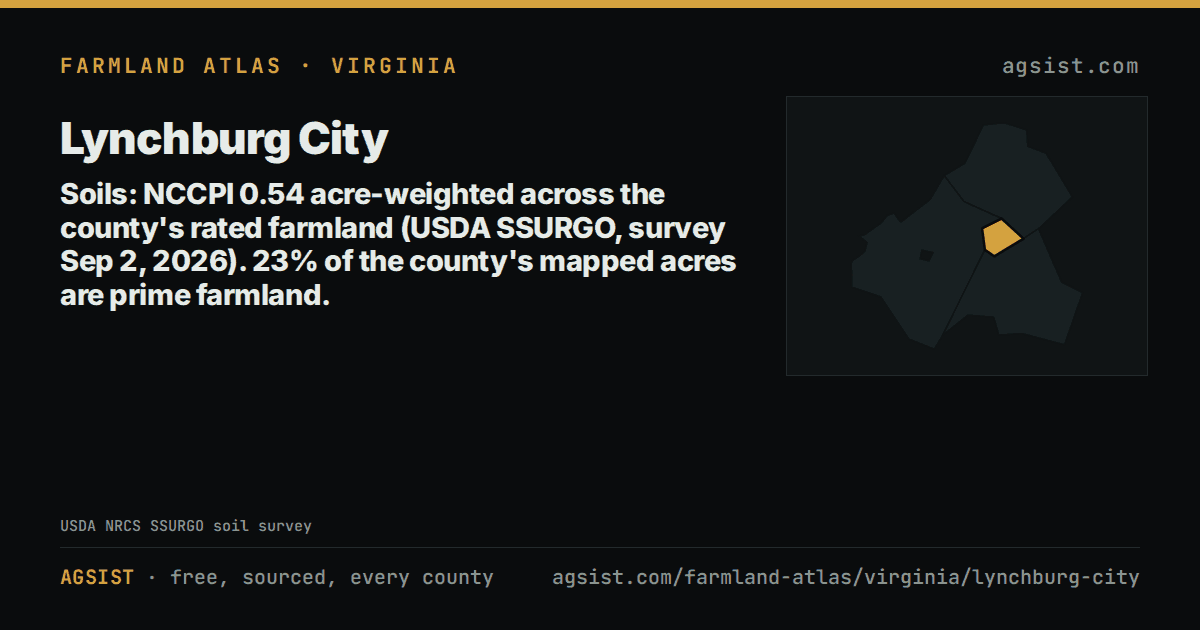 FARMLAND ATLAS · VIRGINIA
agsist.com
Lynchburg City
Soils: NCCPI 0.54 acre-weighted across the
county's rated farmland (USDA SSURGO, survey
Sep 2, 2026). 23% of the county's mapped acres
are prime farmland.
USDA NRCS SSURGO soil survey
AGSIST · free, sourced, every county
agsist.com/farmland-atlas/virginia/lynchburg-city